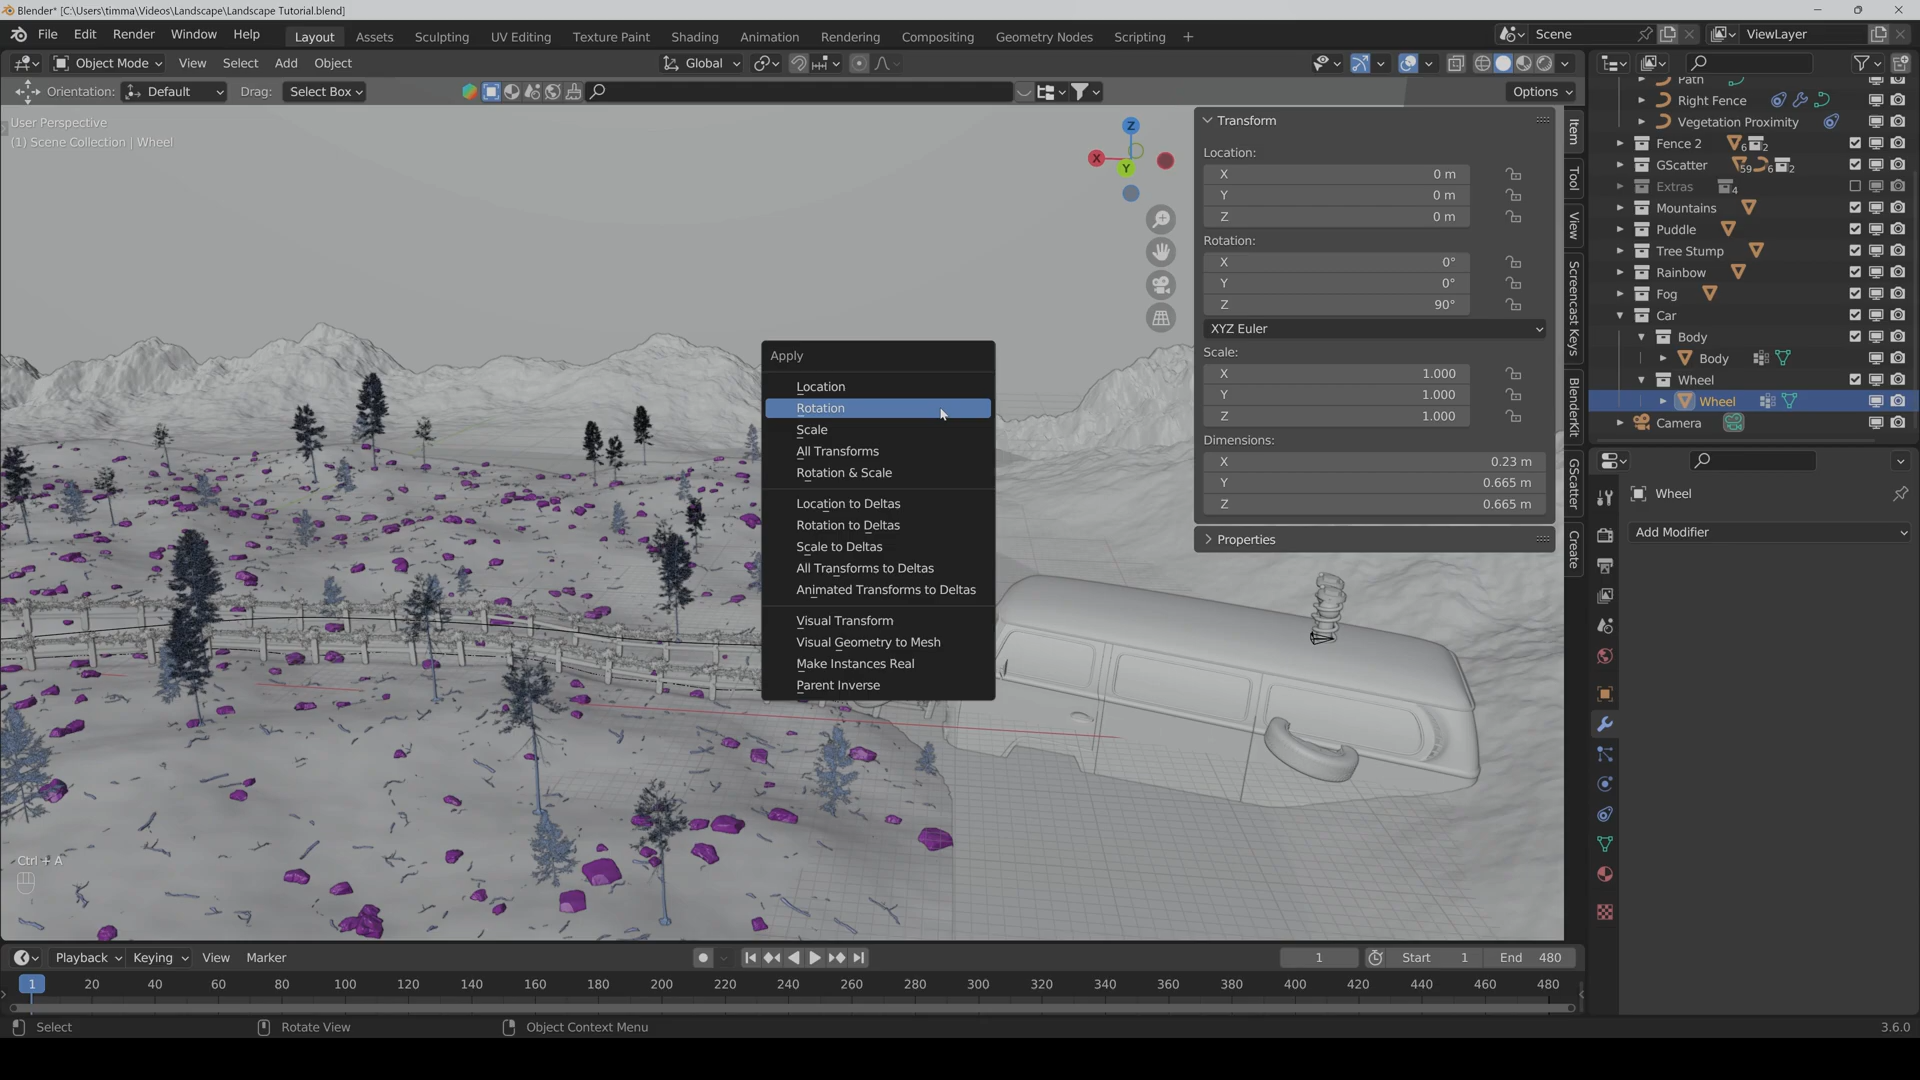 Blender* [C:\Users\timma\Videos\Landscape\Landscape Tutorial.blend]
File Edit Render Window Help Layout Assets Sculpting UV Editing Texture Paint Shading Animation Rendering Compositing Geometry Nodes Scripting + Scene ViewLayer
Object Mode View Select Add Object Global
Orientation: Default Drag: Select Box Options
User Perspective
(1) Scene Collection | Wheel
Z
X
Y
Transform
Location:
X 0 m
Y 0 m
Z 0 m
Rotation:
X 0°
Y 0°
Z 90°
XYZ Euler
Scale:
X 1.000
Y 1.000
Z 1.000
Dimensions:
X 0.23 m
Y 0.665 m
Z 0.665 m
Properties
Item
Tool
View
Screencast Keys
BlenderKit
GScatter
Create
Path
Right Fence
Vegetation Proximity
Fence 2 6 2
GScatter 59 6 2
Extras 4
Mountains
Puddle
Tree Stump
Rainbow
Fog
Car
Body
Body
Wheel
Wheel
Camera
Wheel
Add Modifier
Apply
Location
Rotation
Scale
All Transforms
Rotation & Scale
Location to Deltas
Rotation to Deltas
Scale to Deltas
All Transforms to Deltas
Animated Transforms to Deltas
Visual Transform
Visual Geometry to Mesh
Make Instances Real
Parent Inverse
Ctrl + A
Playback Keying View Marker 1 Start 1 End 480
1 20 40 60 80 100 120 140 160 180 200 220 240 260 280 300 320 340 360 380 400 420 440 460 480
Select Rotate View Object Context Menu 3.6.0